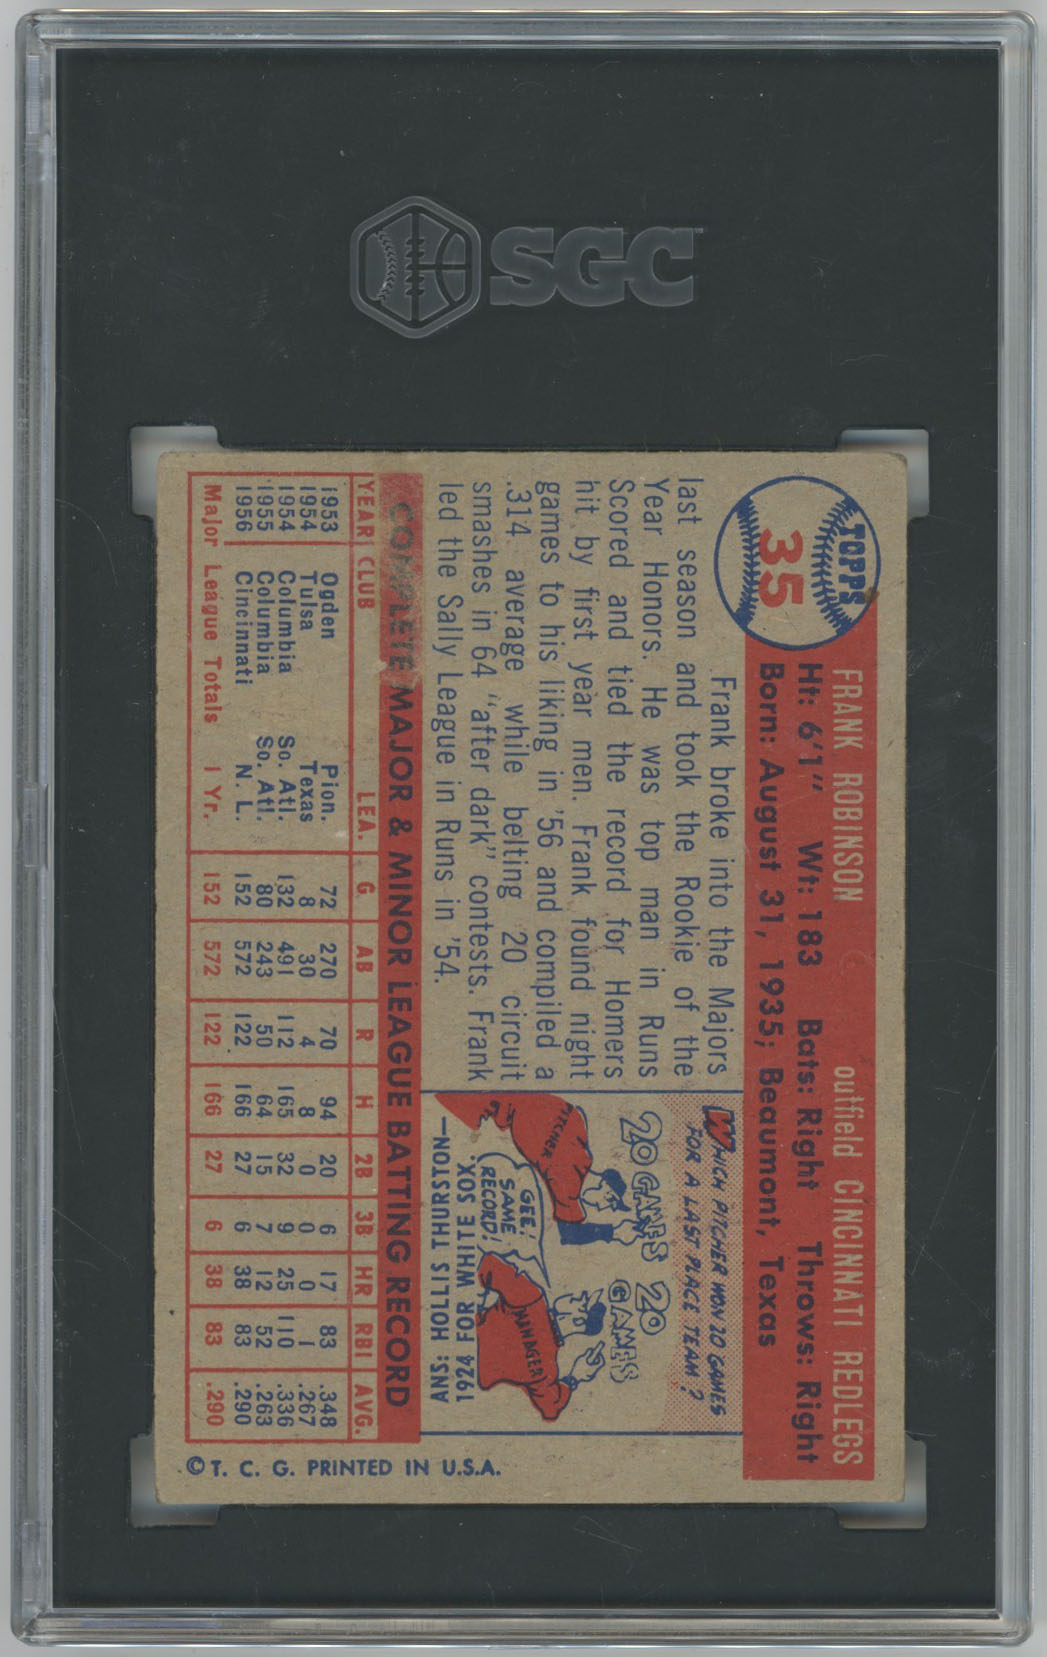 SGC
TOPPS
35
FRANK ROBINSON outfield CINCINNATI REDLEGS
Ht: 6'1" Wt: 183 Bats: Right Throws: Right
Born: August 31, 1935; Beaumont, Texas
Frank broke into the Majors
last season and took the Rookie of the
Year Honors. He was top man in Runs
Scored and tied the record for Homers
hit by first year men. Frank found night
games to his liking in '56 and compiled a
.314 average while belting 20 circuit
smashes in 64 "after dark" contests. Frank
led the Sally League in Runs in '54.
WHICH PITCHER WON 20 GAMES
FOR A LAST PLACE TEAM?
20 GAMES 20 GAMES
PITCHER
GEE!
SAME
RECORD!
MANAGER
ANS: HOLLIS THURSTON—
1924 FOR WHITE SOX.
COMPLETE MAJOR & MINOR LEAGUE BATTING RECORD
YEAR CLUB LEA. G AB R H 2B 3B HR RBI AVG.
1953 Ogden Pion. 72 270 70 94 20 6 17 83 .348
1954 Tulsa Texas 8 30 4 8 0 0 0 1 .267
1954 Columbia So. Atl. 132 491 112 165 32 9 25 110 .336
1955 Columbia So. Atl. 80 243 50 64 15 7 12 52 .263
1956 Cincinnati N. L. 152 572 122 166 27 6 38 83 .290
Major League Totals 1 Yr. 152 572 122 166 27 6 38 83 .290
© T. C. G. PRINTED IN U.S.A.